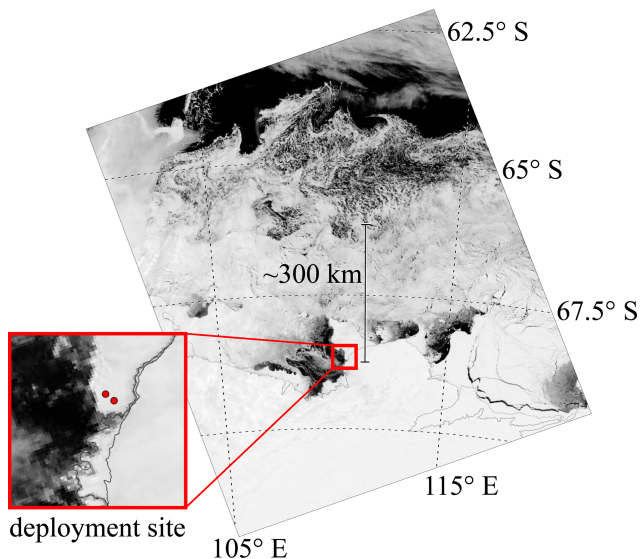 62.5° S
65° S
~300 km
67.5° S
115° E
deployment site
105° E